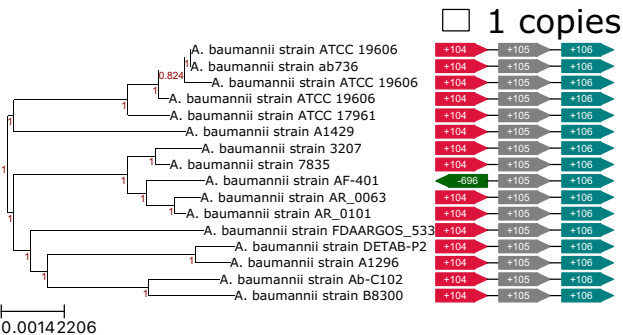 1 copies
A. baumannii strain ATCC 19606 +104 +105 +106
1 A. baumannii strain ab736 +104 +105 +106
0.824 A. baumannii strain ATCC 19606 +104 +105 +106
1 A. baumannii strain ATCC 19606 +104 +105 +106
1 A. baumannii strain ATCC 17961 +104 +105 +106
1 A. baumannii strain A1429 +104 +105 +106
A. baumannii strain 3207 +104 +105 +106
1 A. baumannii strain 7835 +104 +105 +106
1 A. baumannii strain AF-401 -696 +105 +106
1 A. baumannii strain AR_0063 +104 +105 +106
1 1 A. baumannii strain AR_0101 +104 +105 +106
A. baumannii strain FDAARGOS_533 +104 +105 +106
1 A. baumannii strain DETAB-P2 +104 +105 +106
1 A. baumannii strain A1296 +104 +105 +106
1 A. baumannii strain Ab-C102 +104 +105 +106
1 A. baumannii strain B8300 +104 +105 +106
0.00142206